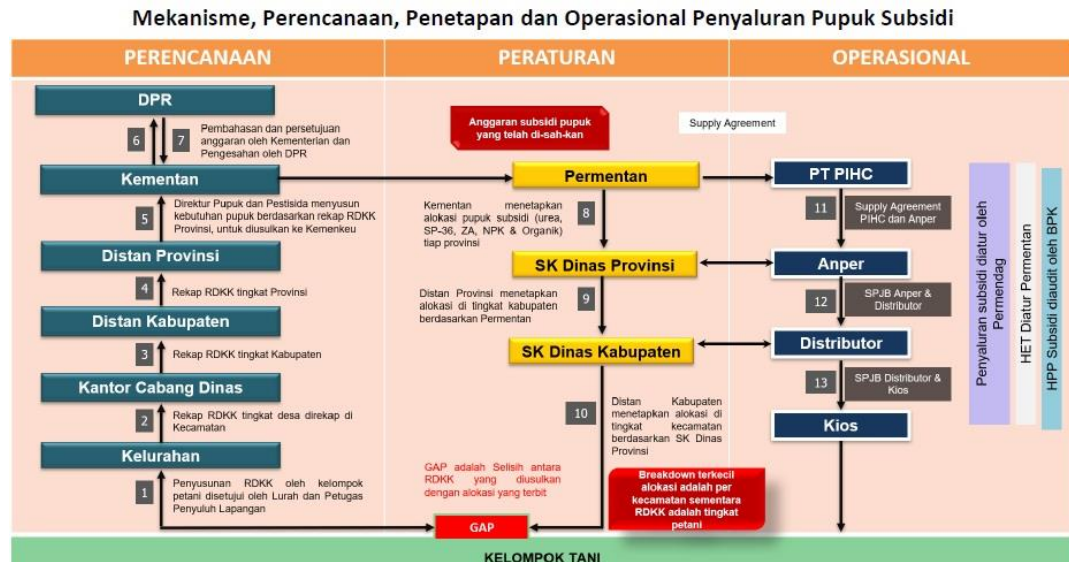 Mekanisme, Perencanaan, Penetapan dan Operasional Penyaluran Pupuk Subsidi
PERENCANAAN
PERATURAN
OPERASIONAL
DPR
6
7
Pembahasan dan persetujuan
anggaran oleh Kementerian dan
Pengesahan oleh DPR
Kementan
5
Direktur Pupuk dan Pestisida menyusun
kebutuhan pupuk berdasarkan rekap RDKK
Provinsi, untuk diusulkan ke Kemenkeu
Distan Provinsi
4
Rekap RDKK tingkat Provinsi
Distan Kabupaten
3
Rekap RDKK tingkat Kabupaten
Kantor Cabang Dinas
2
Rekap RDKK tingkat desa direkap di
Kecamatan
Kelurahan
1
Penyusunan RDKK oleh kelompok
petani disetujui oleh Lurah dan Petugas
Penyuluh Lapangan
Anggaran subsidi pupuk
yang telah di-sah-kan
Permentan
Kementan menetapkan
alokasi pupuk subsidi (urea,
SP-36, ZA, NPK & Organik)
tiap provinsi
8
SK Dinas Provinsi
Distan Provinsi menetapkan
alokasi di tingkat kabupaten
berdasarkan Permentan
9
SK Dinas Kabupaten
10
Distan Kabupaten
menetapkan alokasi di
tingkat kecamatan
berdasarkan SK Dinas
Provinsi
GAP adalah Selisih antara
RDKK yang diusulkan
dengan alokasi yang terbit
GAP
Breakdown terkecil
alokasi adalah per
kecamatan sementara
RDKK adalah tingkat
petani
Supply Agreement
PT PIHC
11
Supply Agreement
PIHC dan Anper
Anper
12
SPJB Anper &
Distributor
Distributor
13
SPJB Distributor &
Kios
Kios
Penyaluran subsidi diatur oleh
Permendag
HET Diatur Permentan
HPP Subsidi diaudit oleh BPK
KELOMPOK TANI